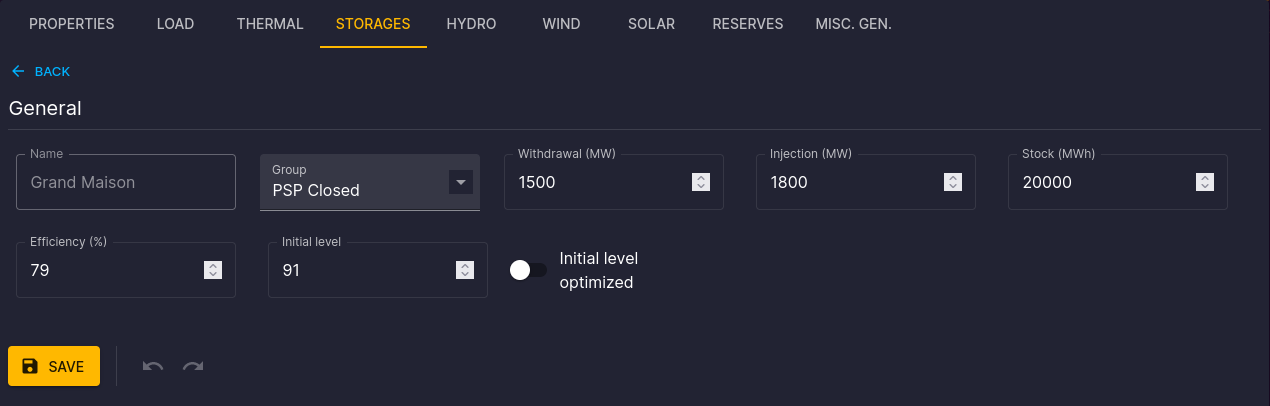 PROPERTIES LOAD THERMAL STORAGES HYDRO WIND SOLAR RESERVES MISC. GEN.
BACK
General
Name Group Withdrawal (MW) Injection (MW) Stock (MWh)
Grand Maison PSP Closed 1500 1800 20000
Efficiency (%) Initial level
79 91 Initial level
optimized
SAVE